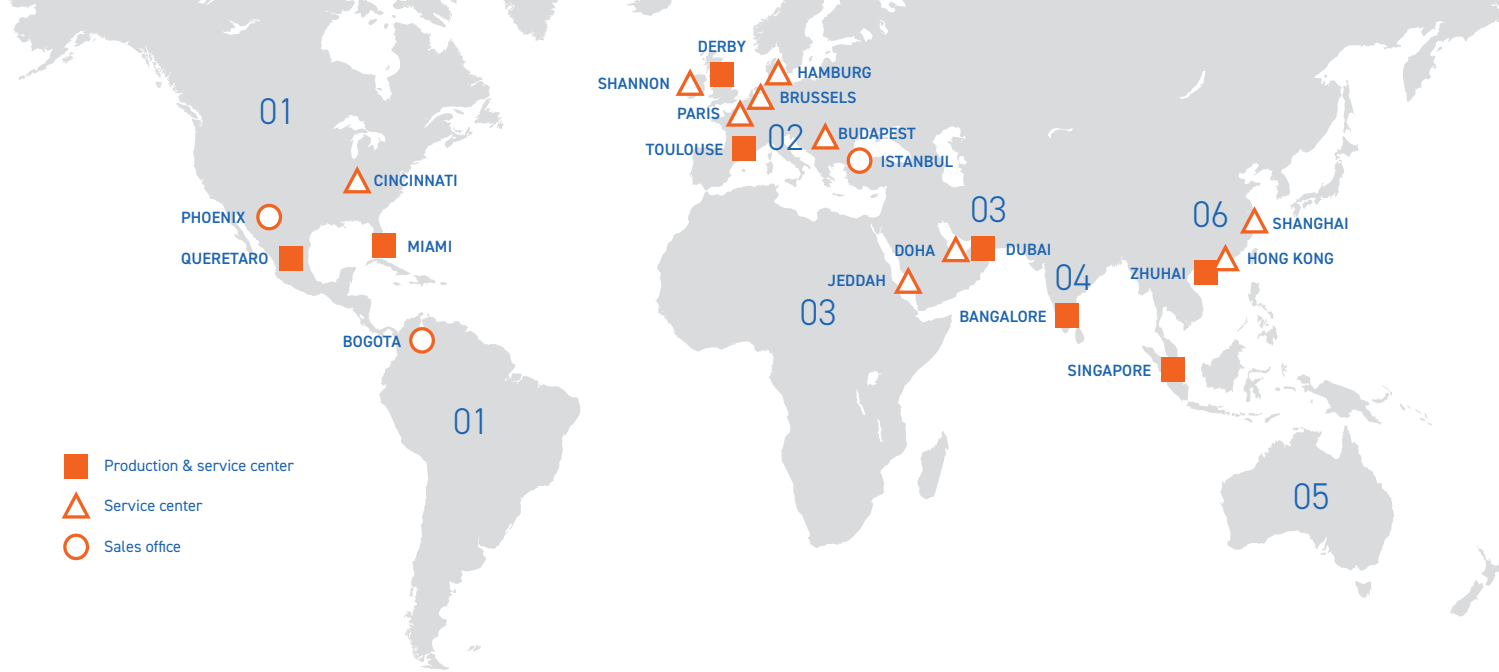 DERBY
HAMBURG
SHANNON
BRUSSELS
01
PARIS
02
BUDAPEST
TOULOUSE
ISTANBUL
CINCINNATI
03
06
PHOENIX
SHANGHAI
MIAMI
DOHA
DUBAI
QUERETARO
HONG KONG
ZHUHAI
04
JEDDAH
03
BANGALORE
BOGOTA
SINGAPORE
01
Production & service center
05
Service center
Sales office